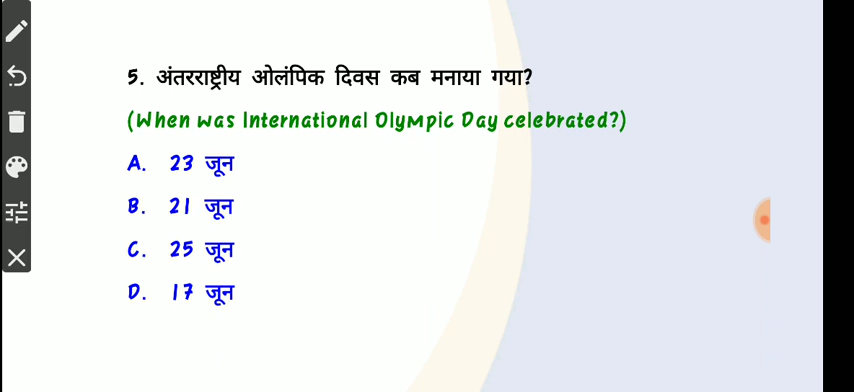 5. अंतरराष्ट्रीय ओलंपिक दिवस कब मनाया गया?
(When was International Olympic Day celebrated?)
A. 23 जून
B. 21 जून
C. 25 जून
D. 17 जून